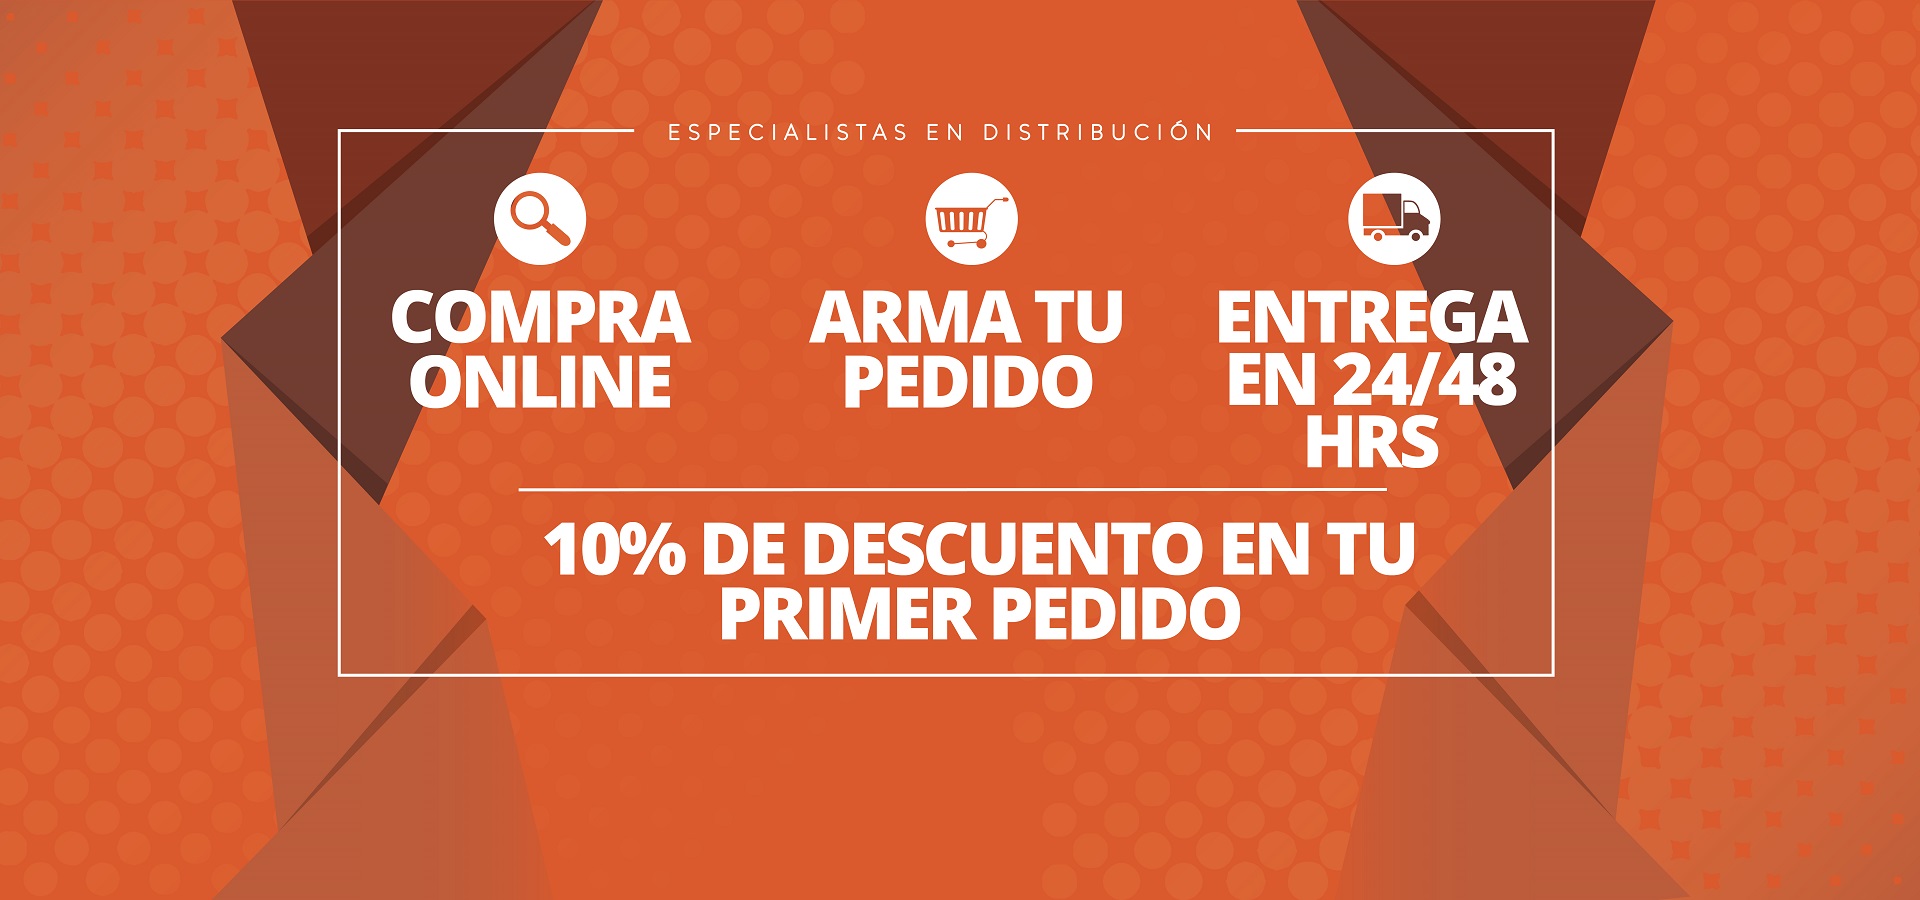 ESPECIALISTAS EN DISTRIBUCIÓN
COMPRA
ONLINE
ARMA TU
PEDIDO
ENTREGA
EN 24/48
HRS
10% DE DESCUENTO EN TU
PRIMER PEDIDO